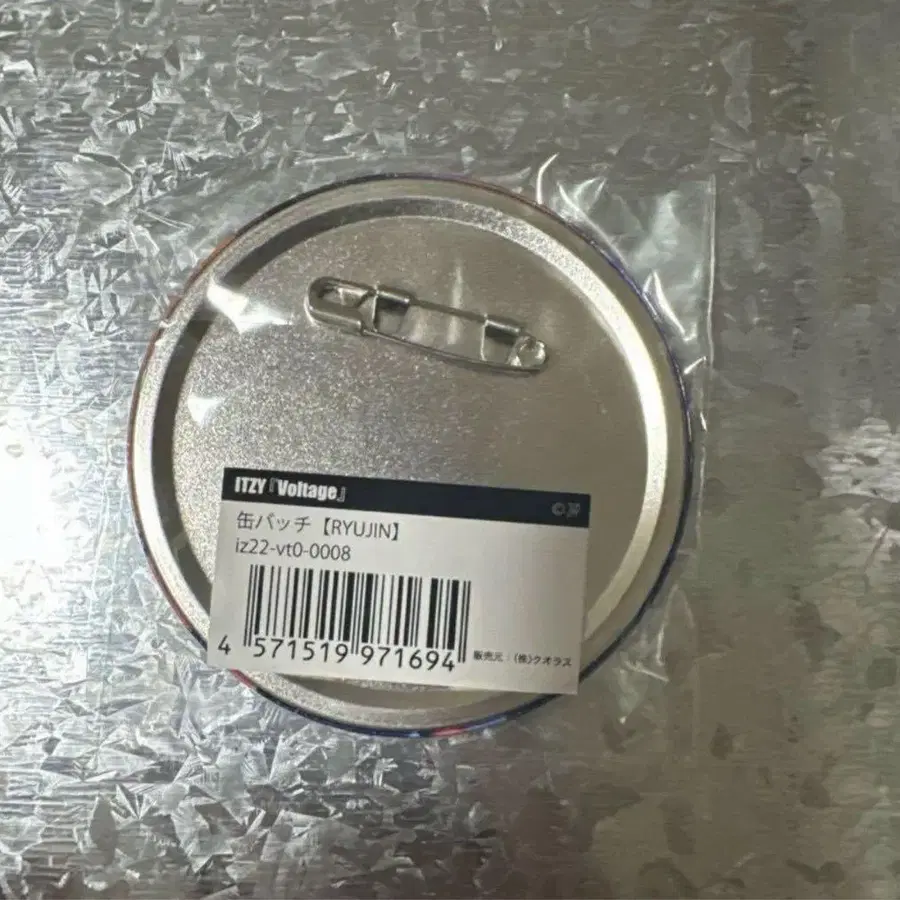 ITZY『Voltage』
缶バッチ【RYUJIN】
iz22-vt0-0008
4 571519 971694
販売元：(株)クオラス